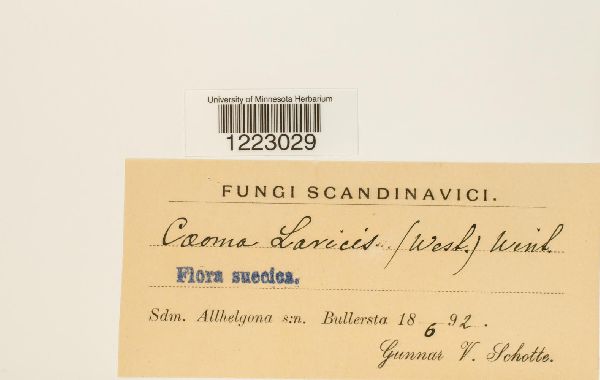 University of Minnesota Herbarium
1223029
FUNGI SCANDINAVICI.
Cæoma Laricis (West.) Wint.
Flora suecica.
Sdm. Allhelgona s:n. Bullersta 18 6 92.
Gunnar V. Schotte.